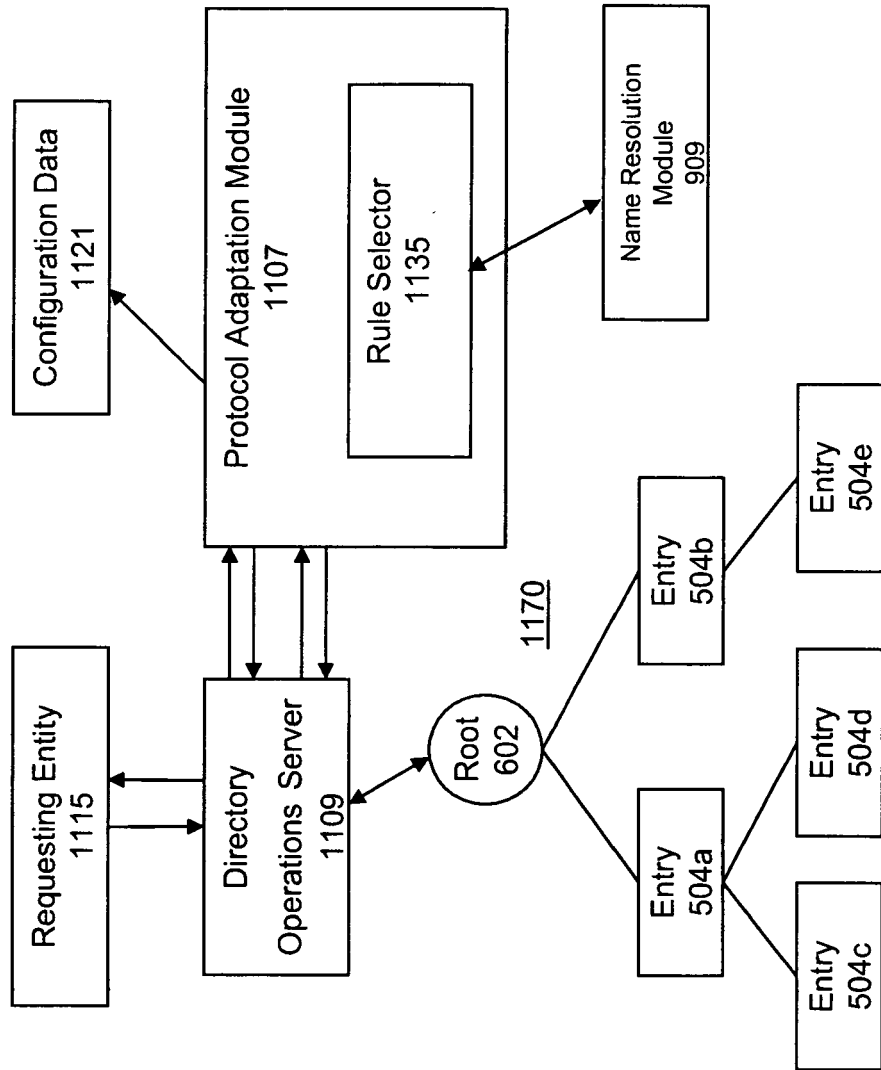 Requesting Entity
1115
Configuration Data
1121
Directory
Operations Server
1109
Protocol Adaptation Module
1107
Rule Selector
1135
Name Resolution
Module
909
Root
602
1170
Entry
504a
Entry
504b
Entry
504c
Entry
504d
Entry
504e